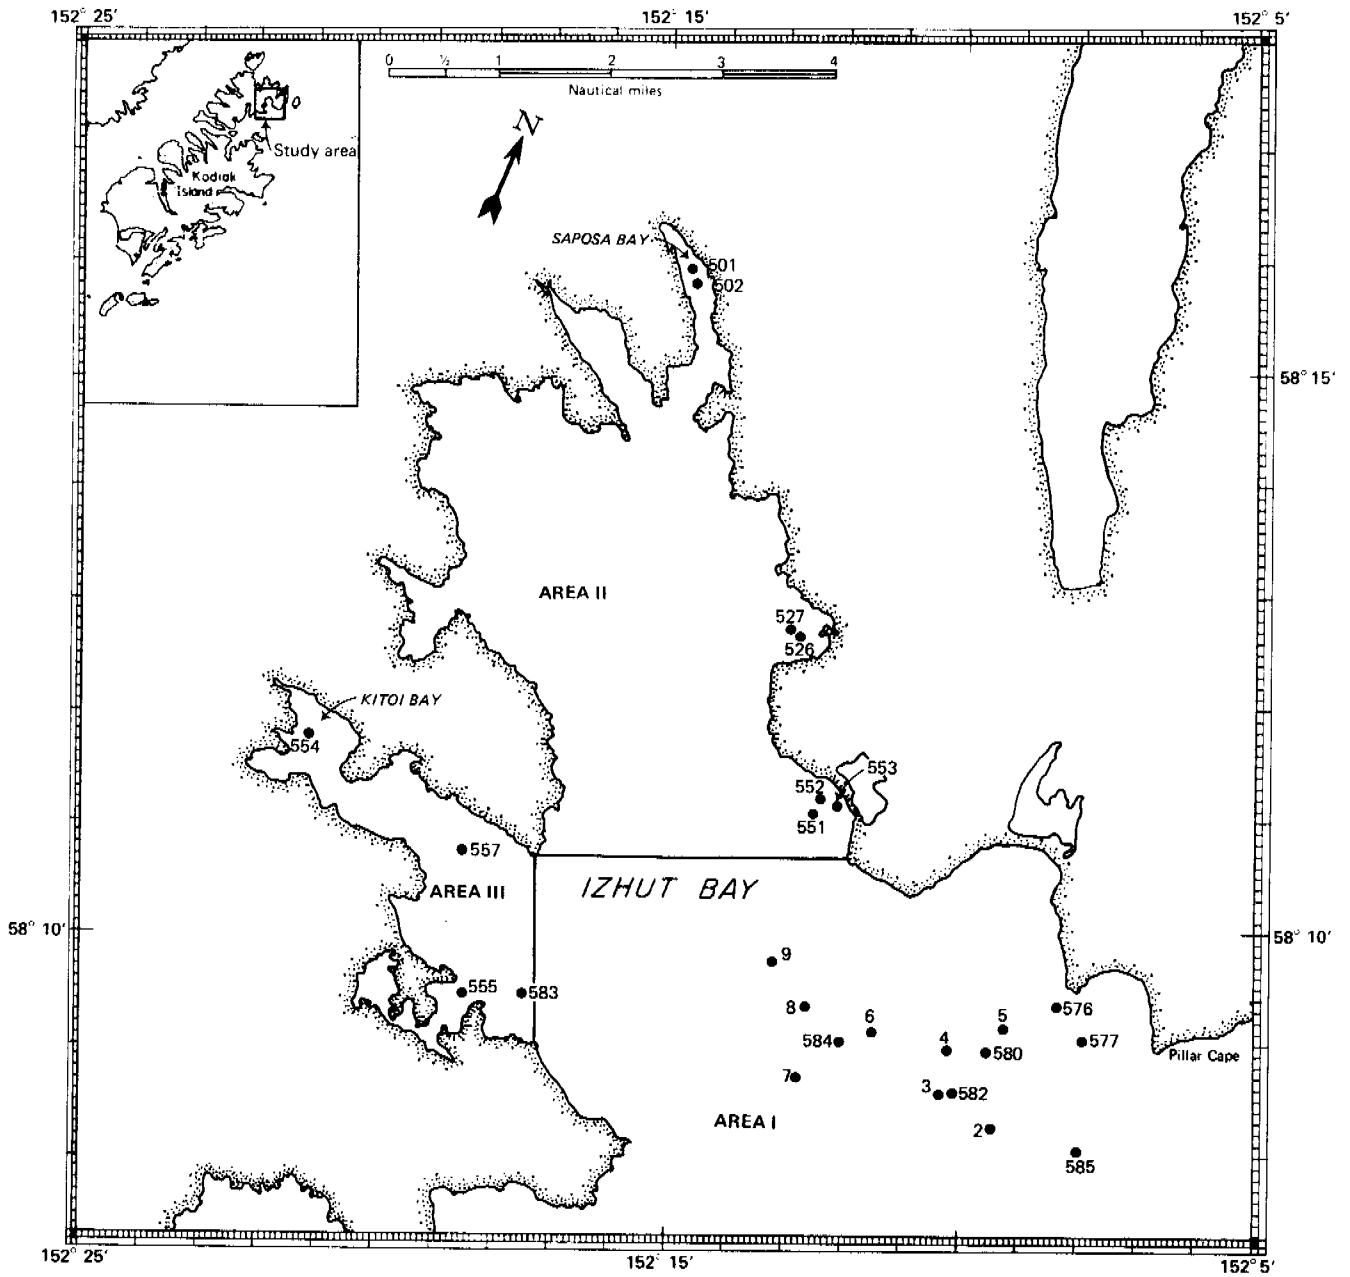 152° 25′
152° 15′
152° 5′
0 ½ 1 2 3 4
Nautical miles
N
Study area
Kodiak
Island
SAPOSA BAY
501
502
58° 15′
AREA II
527
526
KITOI BAY
554
553
552
551
557
AREA III
IZHUT BAY
58° 10′
58° 10′
9
555
583
8
576
6
5
584
4
580
577
Pillar Cape
7
3
582
AREA I
2
585
152° 25′
152° 15′
152° 5′